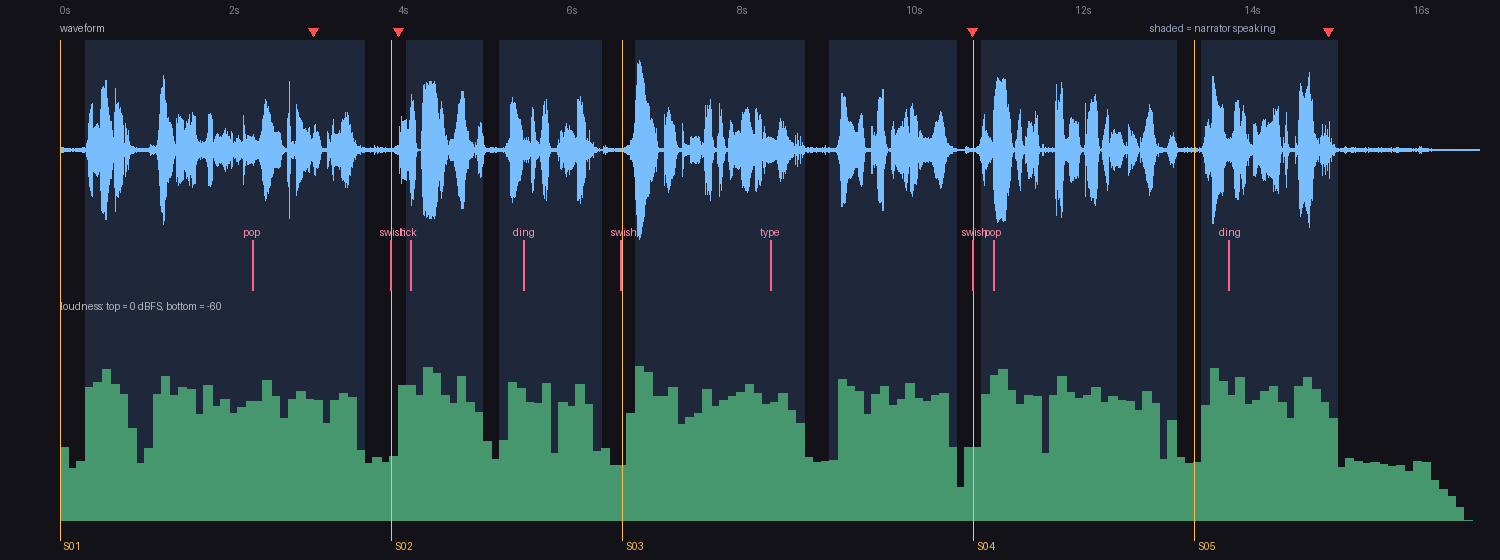 0s 2s 4s 6s 8s 10s 12s 14s 16s
waveform shaded = narrator speaking
pop swish tick ding swish type swish pop ding
loudness: top = 0 dBFS, bottom = -60
S01 S02 S03 S04 S05